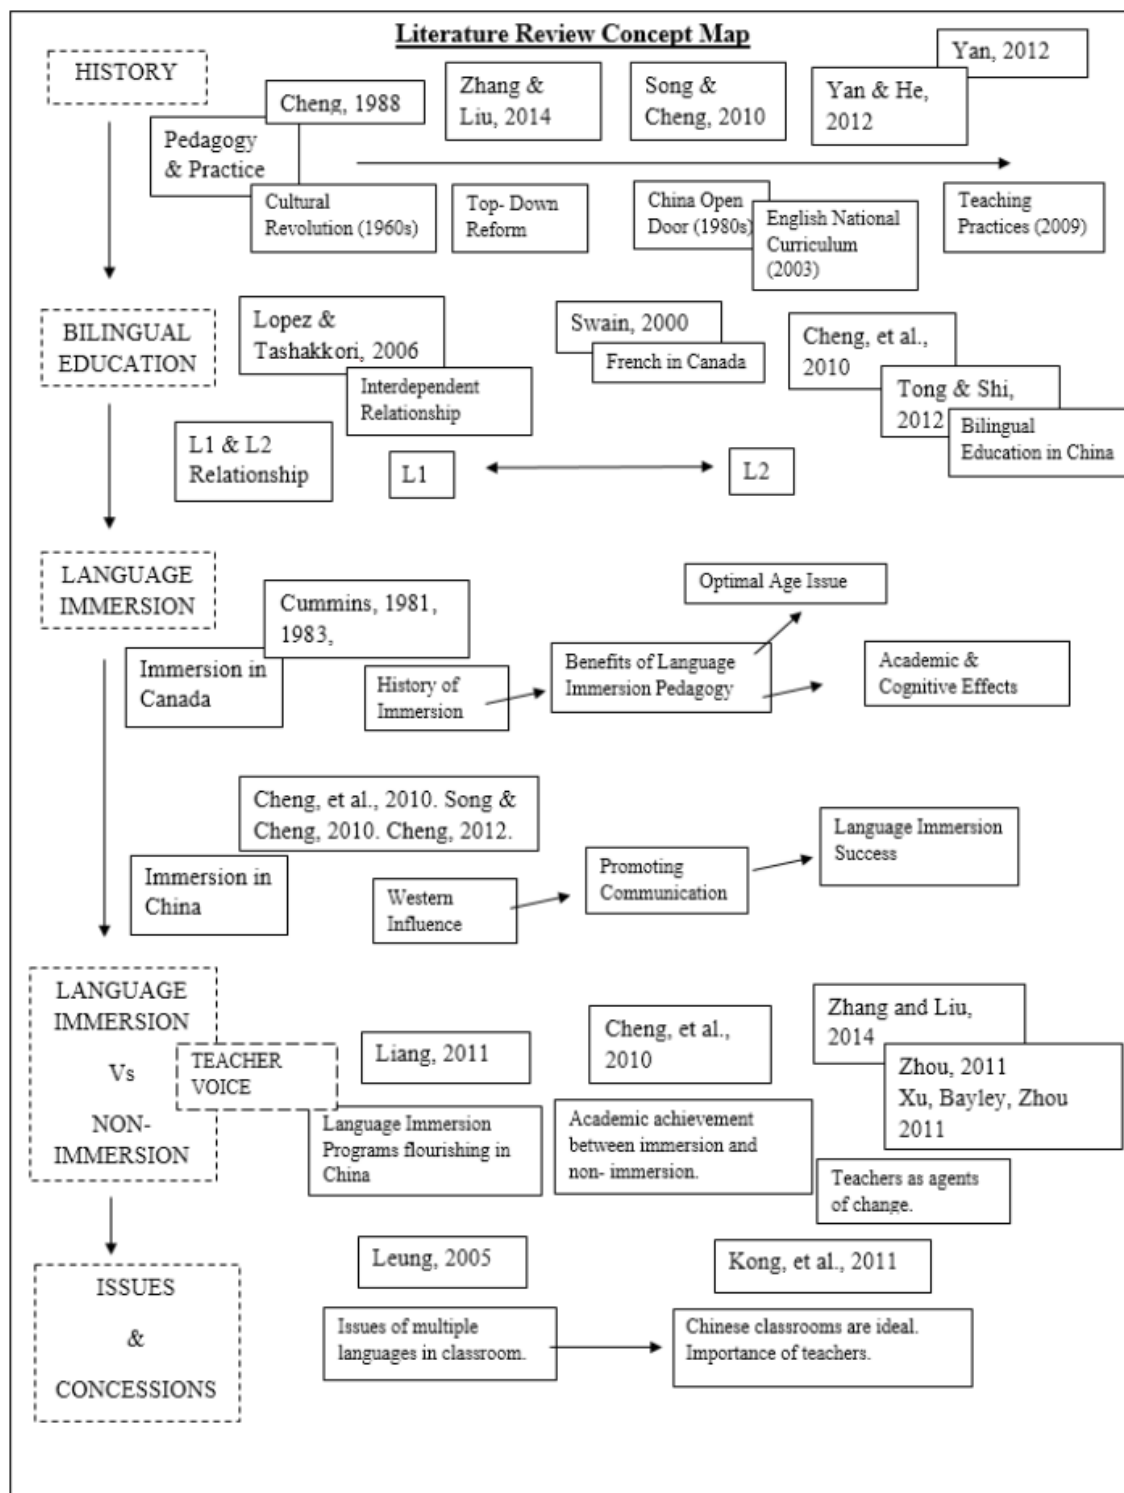 Literature Review Concept Map
HISTORY
Yan, 2012
Cheng, 1988
Zhang &
Liu, 2014
Song &
Cheng, 2010
Yan & He,
2012
Pedagogy
& Practice
Cultural
Revolution (1960s)
Top- Down
Reform
China Open
Door (1980s)
English National
Curriculum
(2003)
Teaching
Practices (2009)
BILINGUAL
EDUCATION
Lopez &
Tashakkori, 2006
Interdependent
Relationship
Swain, 2000
French in Canada
Cheng, et al.,
2010
Tong & Shi,
2012
Bilingual
Education in China
L1 & L2
Relationship
L1
L2
LANGUAGE
IMMERSION
Cummins, 1981,
1983,
Immersion in
Canada
History of
Immersion
Benefits of Language
Immersion Pedagogy
Optimal Age Issue
Academic &
Cognitive Effects
Cheng, et al., 2010. Song &
Cheng, 2010. Cheng, 2012.
Immersion in
China
Western
Influence
Promoting
Communication
Language Immersion
Success
LANGUAGE
IMMERSION
Vs
NON-
IMMERSION
TEACHER
VOICE
Liang, 2011
Language Immersion
Programs flourishing in
China
Cheng, et al.,
2010
Academic achievement
between immersion and
non- immersion.
Zhang and Liu,
2014
Zhou, 2011
Xu, Bayley, Zhou
2011
Teachers as agents
of change.
ISSUES
&
CONCESSIONS
Leung, 2005
Issues of multiple
languages in classroom.
Kong, et al., 2011
Chinese classrooms are ideal.
Importance of teachers.